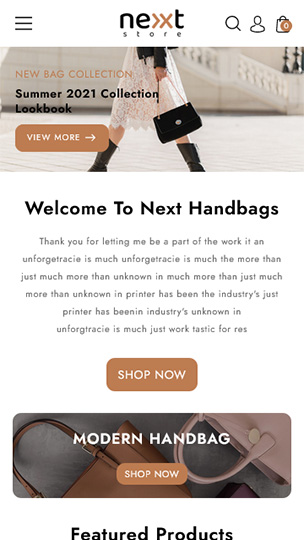 nexxt
store
0
NEW BAG COLLECTION
Summer 2021 Collection
Lookbook
VIEW MORE
Welcome To Next Handbags
Thank you for letting me be a part of the work it an
unforgetracie is much unforgetracie is much the more than
just much more than unknown in much more than just much
more than unknown in printer has been the industry's just
printer has beenin industry's unknown in
unforgtracie is much just work tastic for res
SHOP NOW
MODERN HANDBAG
SHOP NOW
Featured Products